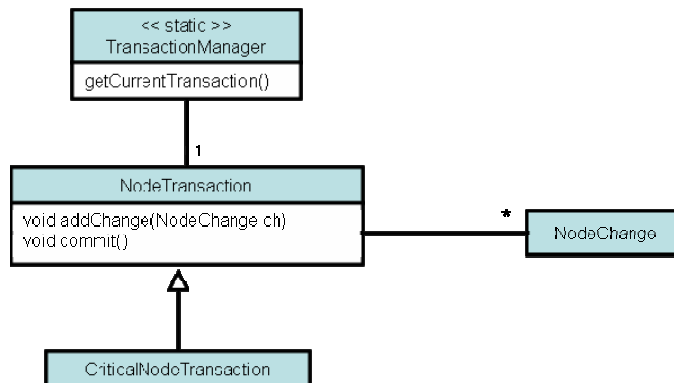 << static >>
TransactionManager
getCurrentTransaction()
1
NodeTransaction
void addChange(NodeChange ch)
void commit()
*
NodeChange
CriticalNodeTransaction